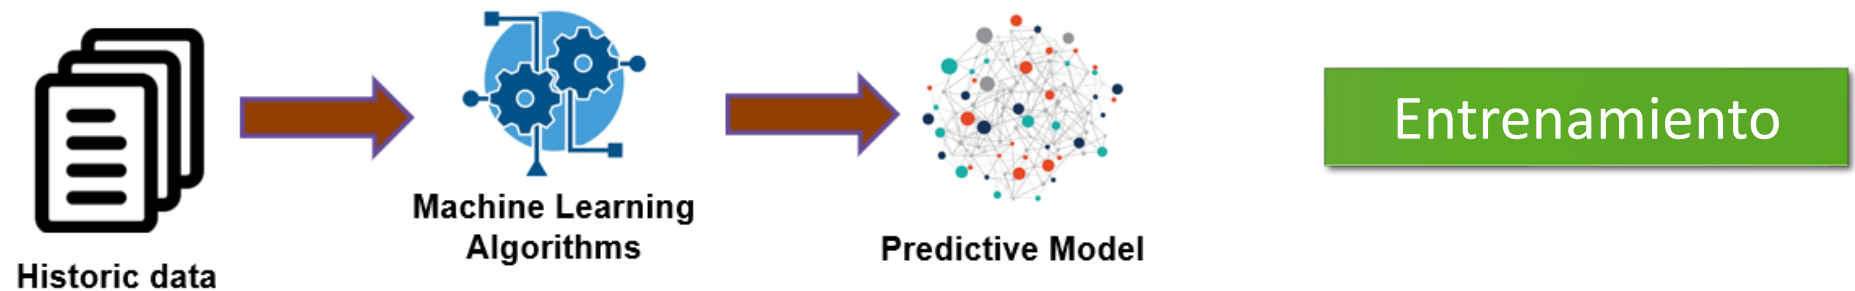 Historic data
Machine Learning
Algorithms
Predictive Model
Entrenamiento